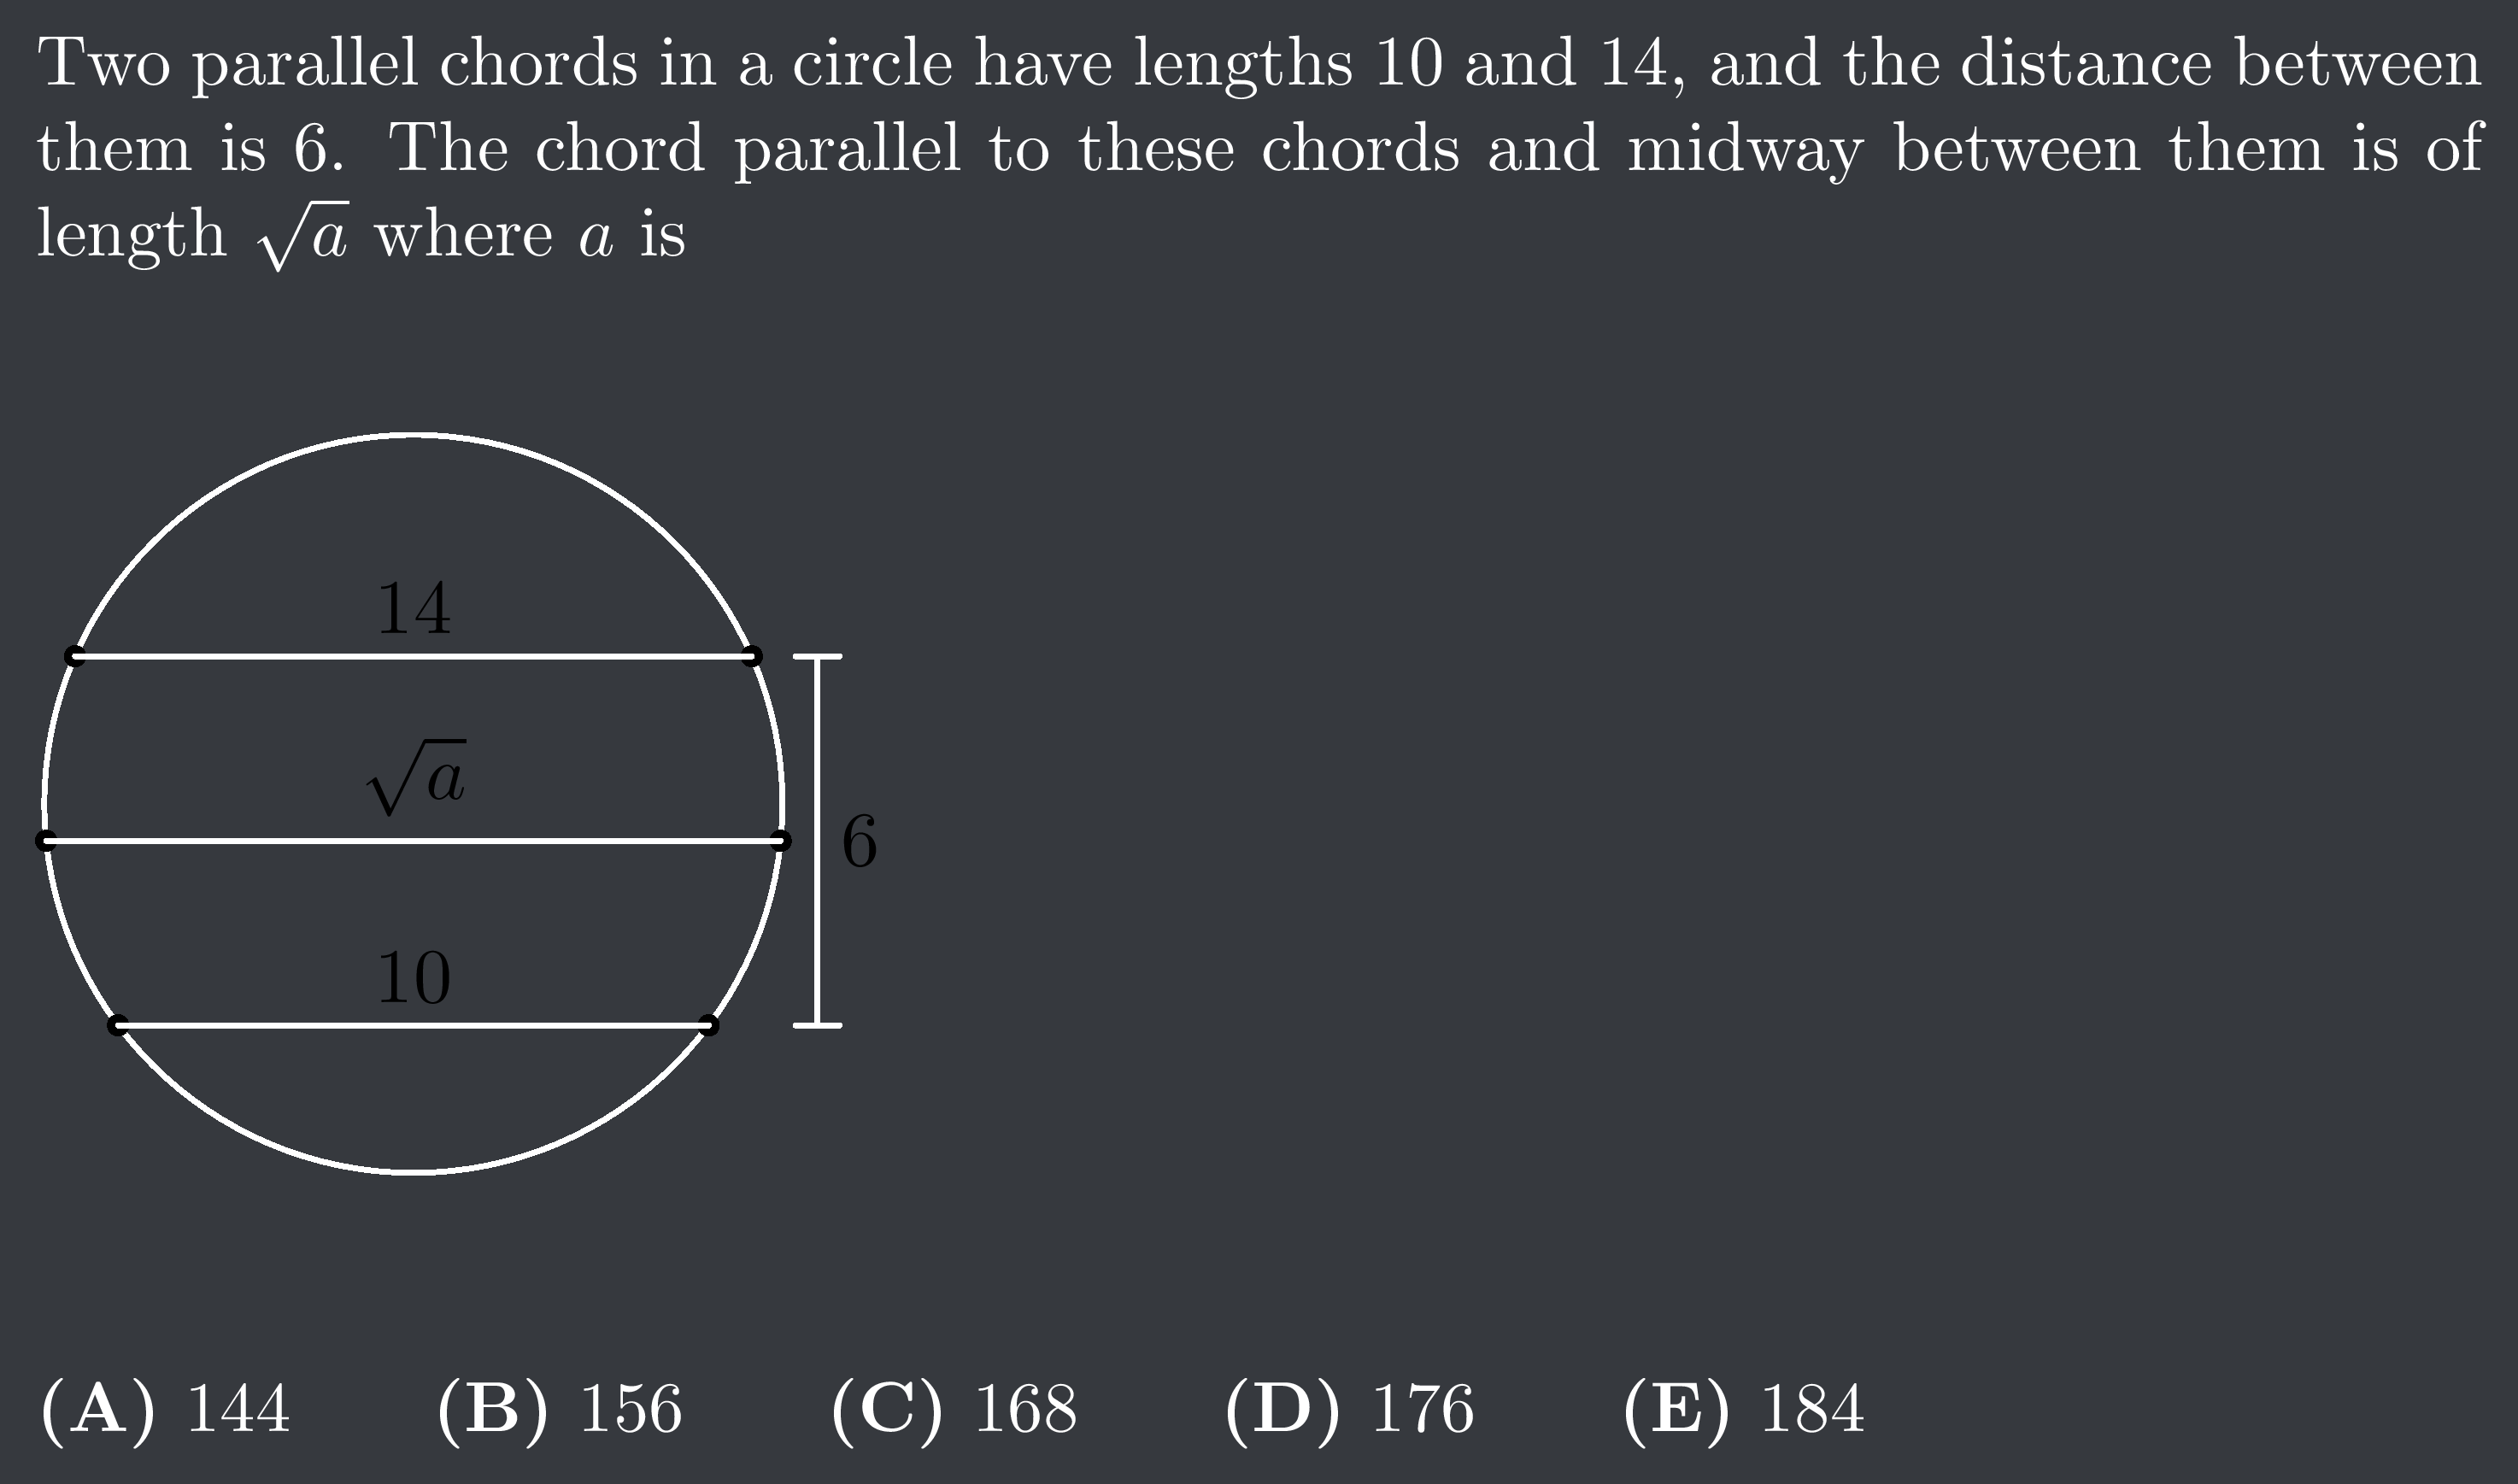 Two parallel chords in a circle have lengths 10 and 14, and the distance between
them is 6. The chord parallel to these chords and midway between them is of
length √a where a is
14
√a
6
10
(A) 144 (B) 156 (C) 168 (D) 176 (E) 184